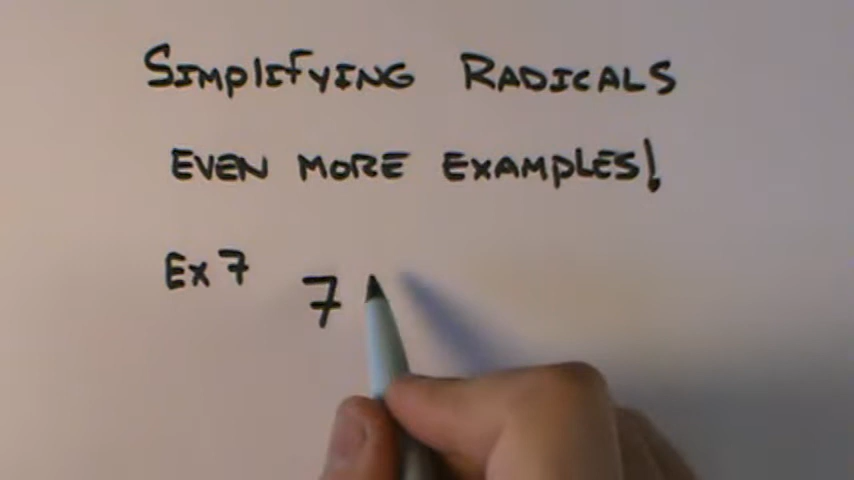 SIMPLIFYING RADICALS
EVEN MORE EXAMPLES!
Ex 7 7